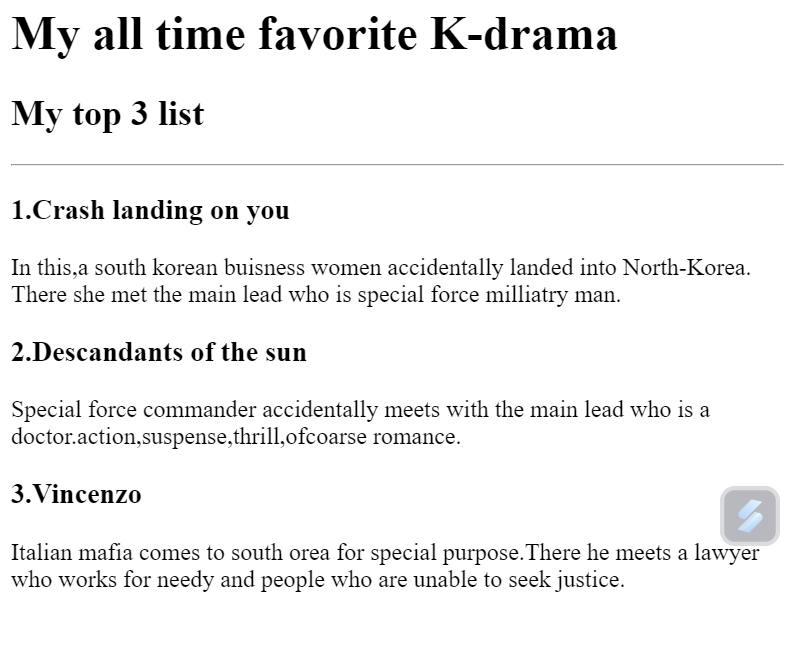 My all time favorite K-drama
My top 3 list
1.Crash landing on you
In this,a south korean buisness women accidentally landed into North-Korea.
There she met the main lead who is special force milliatry man.
2.Descandants of the sun
Special force commander accidentally meets with the main lead who is a
doctor.action,suspense,thrill,ofcoarse romance.
3.Vincenzo
Italian mafia comes to south orea for special purpose.There he meets a lawyer
who works for needy and people who are unable to seek justice.